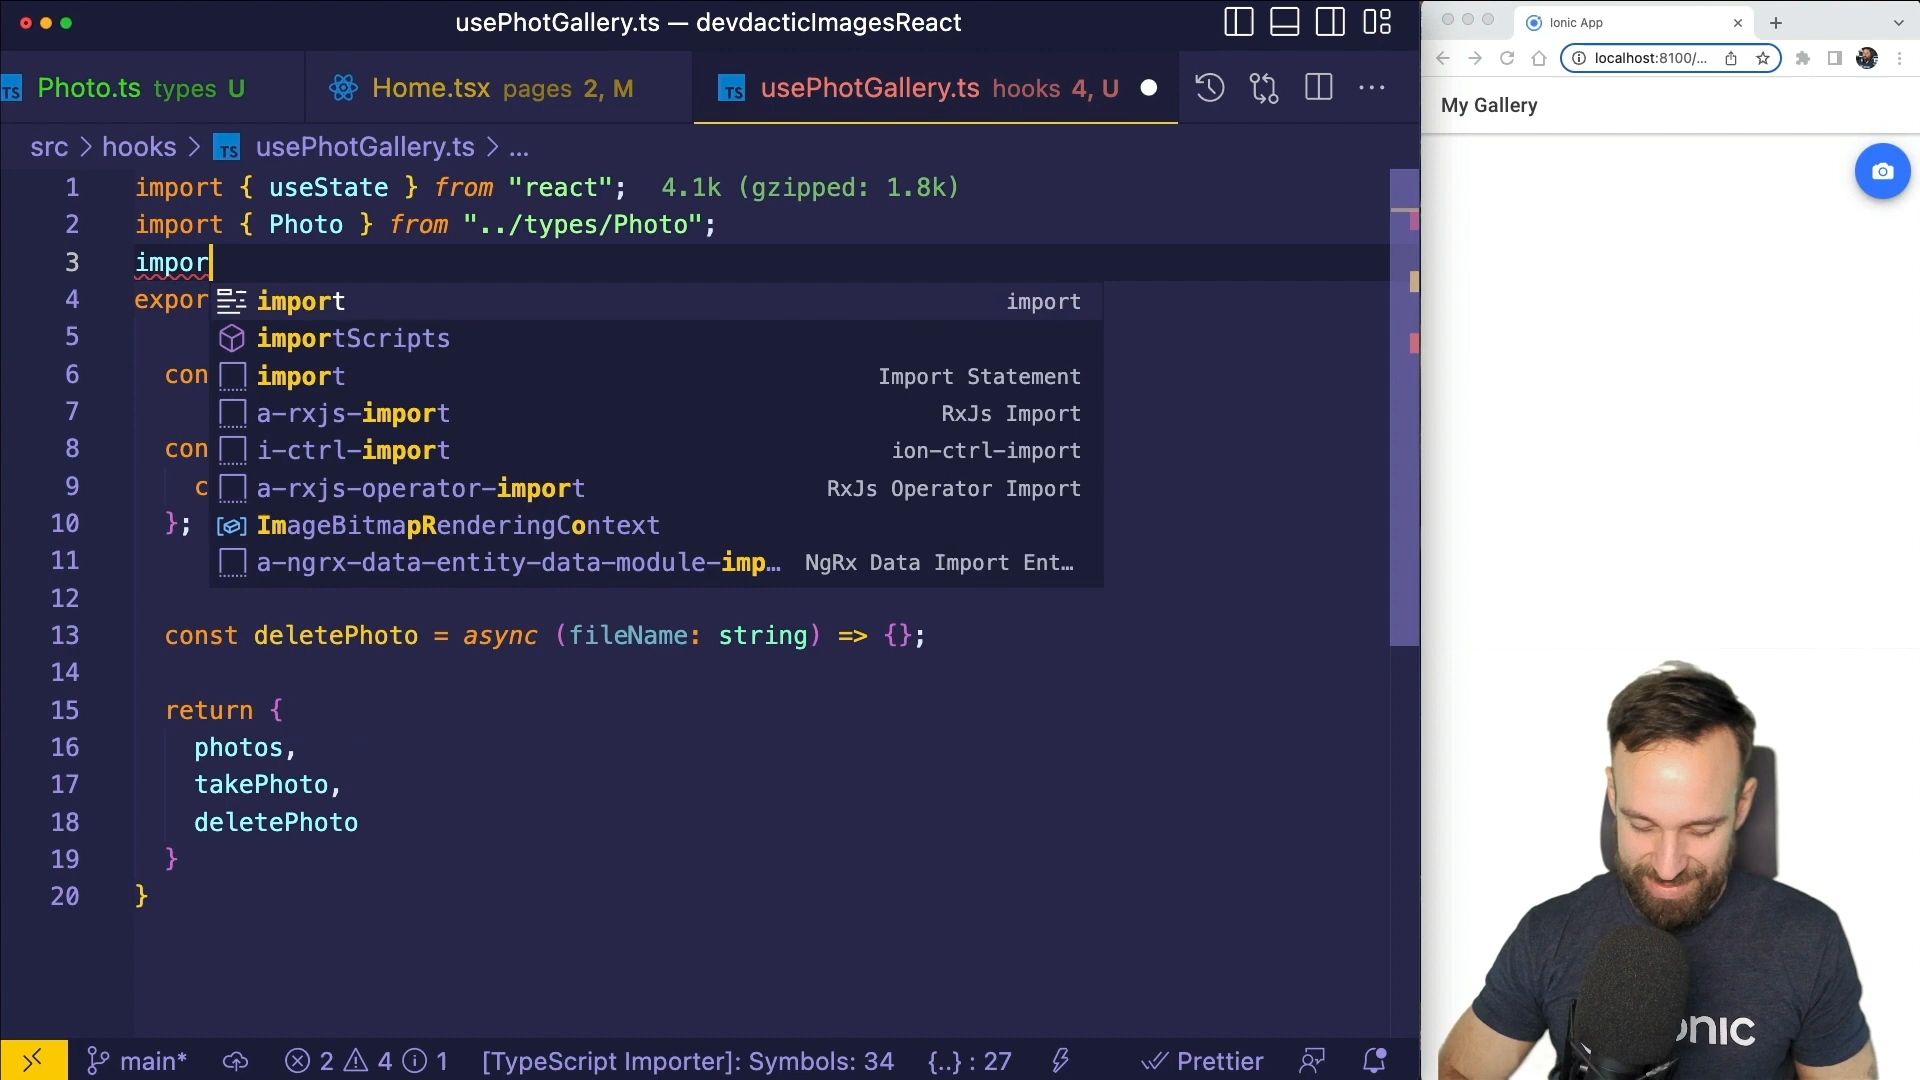 usePhotGallery.ts — devdacticImagesReact
TS Photo.ts types U
Home.tsx pages 2, M
TS usePhotGallery.ts hooks 4, U
src > hooks > TS usePhotGallery.ts > ...
1 import { useState } from "react"; 4.1k (gzipped: 1.8k)
2 import { Photo } from "../types/Photo";
3 impor
4 expor
import import
5
importScripts
6 con
import Import Statement
7
a-rxjs-import RxJs Import
8 con
i-ctrl-import ion-ctrl-import
9 c
a-rxjs-operator-import RxJs Operator Import
10 };
ImageBitmapRenderingContext
11
a-ngrx-data-entity-data-module-imp… NgRx Data Import Ent…
12
13 const deletePhoto = async (fileName: string) => {};
14
15 return {
16 photos,
17 takePhoto,
18 deletePhoto
19 }
20 }
main* 2 4 1 [TypeScript Importer]: Symbols: 34 {..} : 27 Prettier
Ionic App
localhost:8100/...
My Gallery
onic